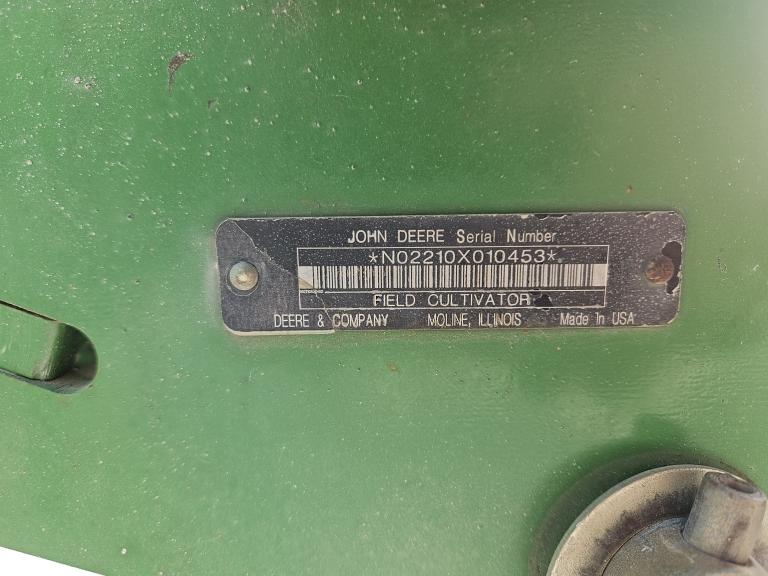 JOHN DEERE Serial Number
*N02210X010453*
FIELD CULTIVATOR
DEERE & COMPANY MOLINE, ILLINOIS Made In USA